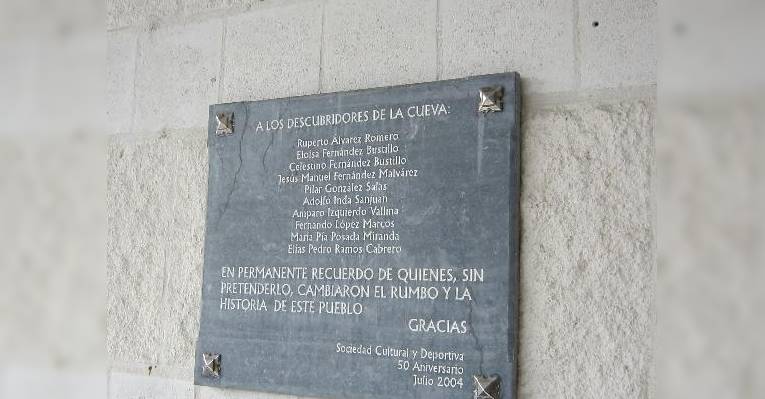 A LOS DESCUBRIDORES DE LA CUEVA:
Ruperto Alvarez Romero
Eloisa Fernández Bustillo
Celestino Fernández Bustillo
Jesús Manuel Fernández Malvárez
Pilar González Salas
Adolfo Inda Sanjuan
Amparo Izquierdo Vallina
Fernando López Marcos
María Pía Posada Miranda
Elías Pedro Ramos Cabrero
EN PERMANENTE RECUERDO DE QUIENES, SIN
PRETENDERLO, CAMBIARON EL RUMBO Y LA
HISTORIA DE ESTE PUEBLO
GRACIAS
Sociedad Cultural y Deportiva
50 Aniversario
Julio 2004